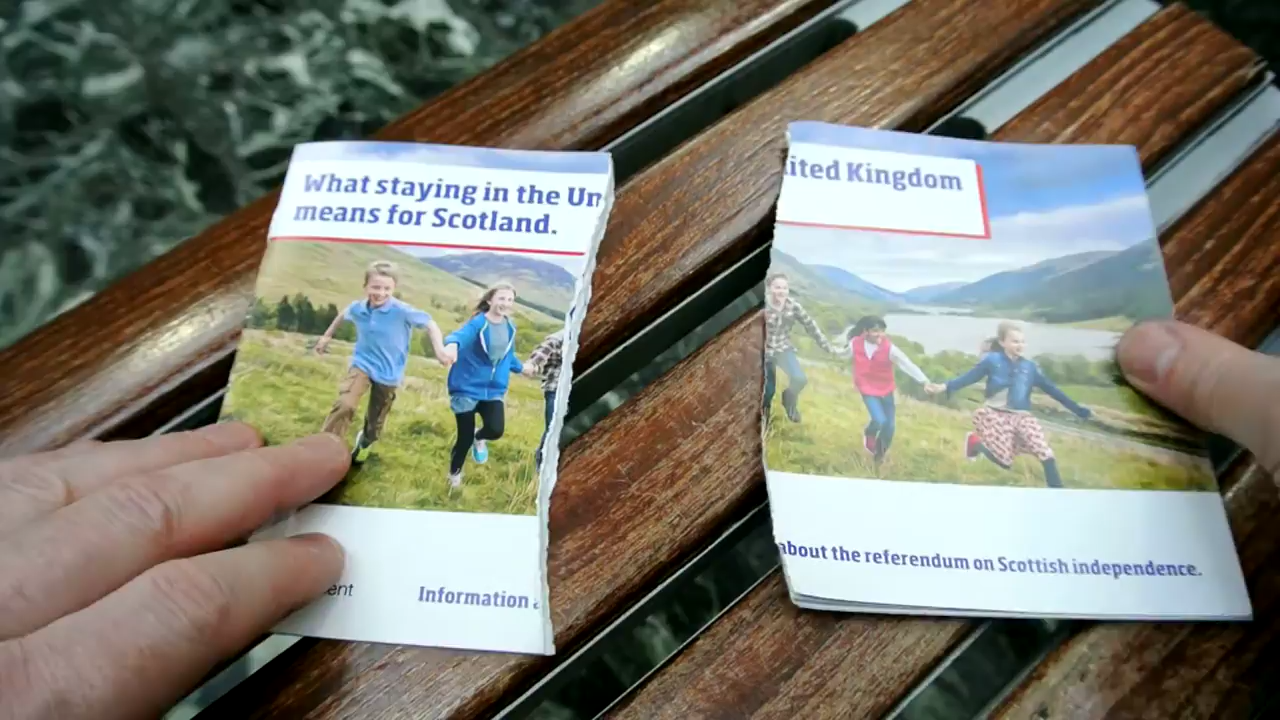 What staying in the Un ited Kingdom
means for Scotland.
ent
Information a about the referendum on Scottish independence.